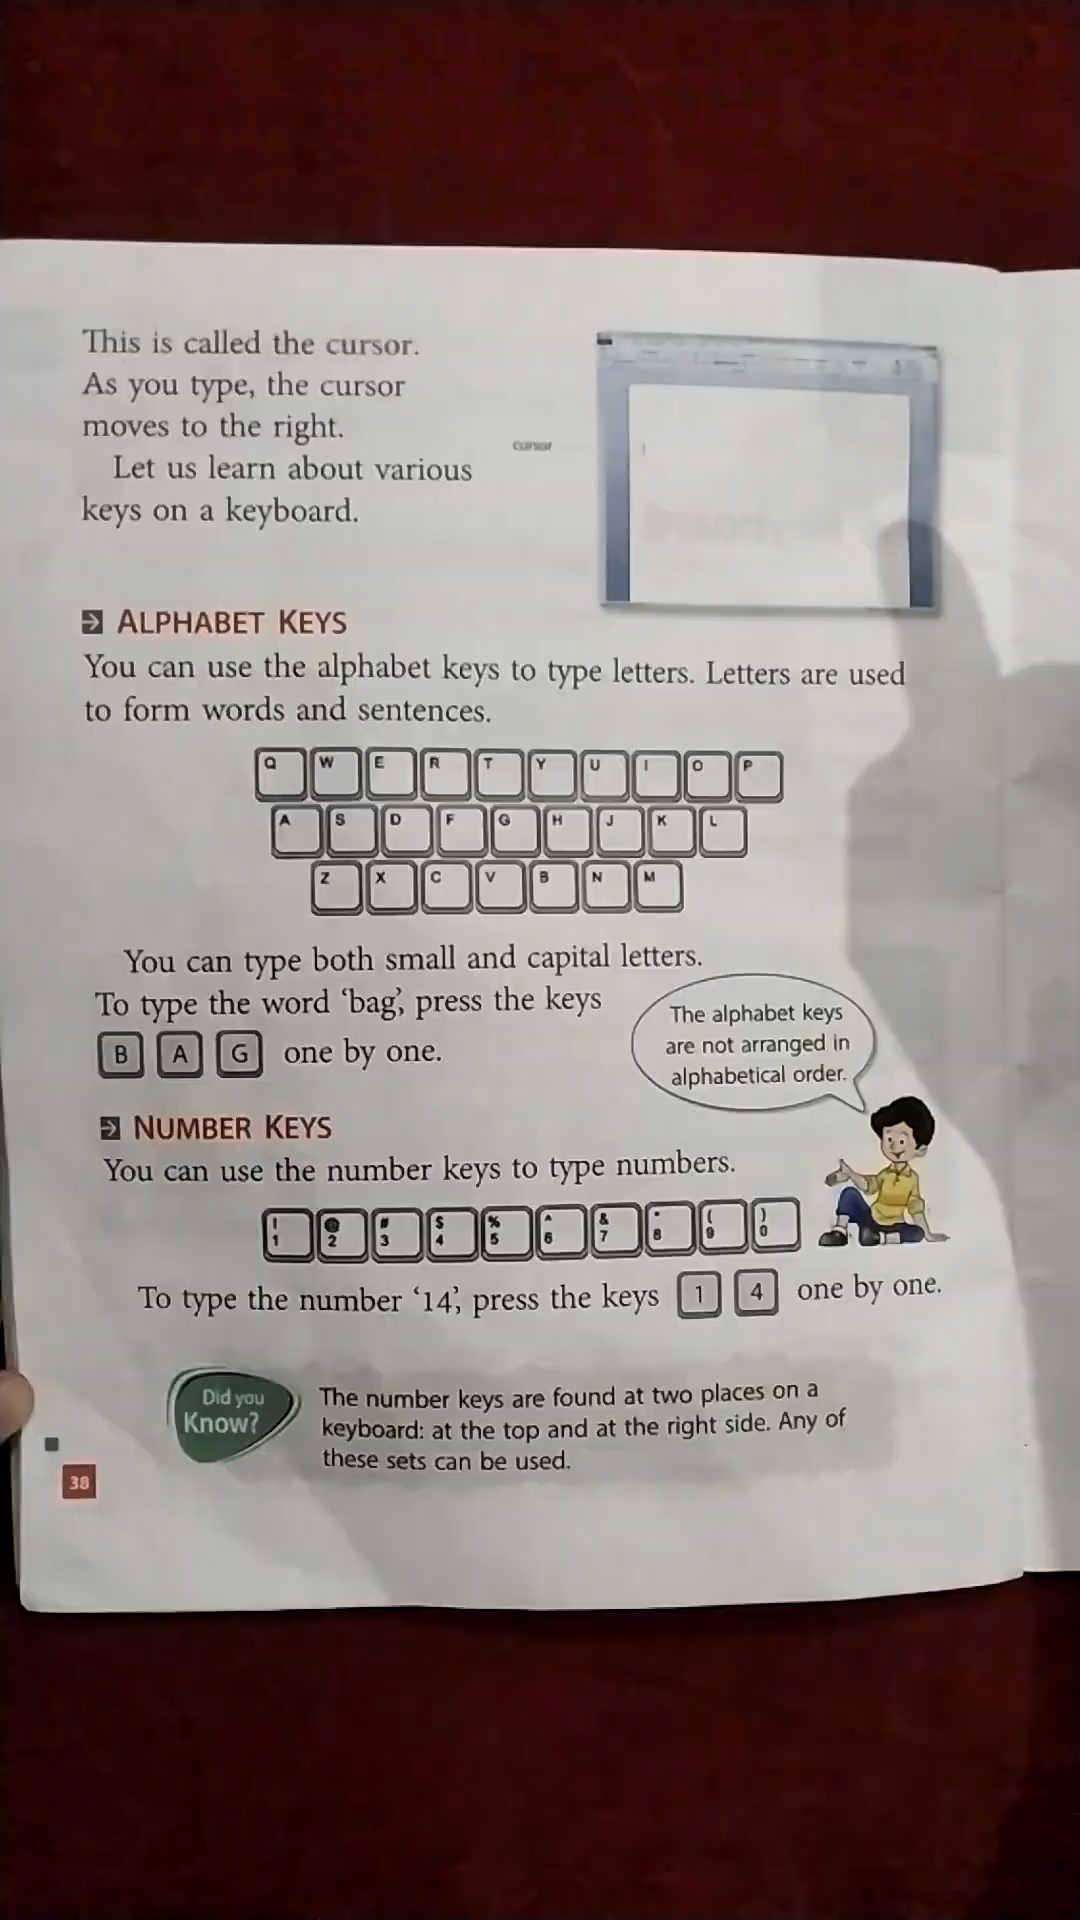 This is called the cursor.
As you type, the cursor
moves to the right.
Let us learn about various
keys on a keyboard.
cursor
ALPHABET KEYS
You can use the alphabet keys to type letters. Letters are used
to form words and sentences.
Q W E R T Y U I O P
A S D F G H J K L
Z X C V B N M
You can type both small and capital letters.
To type the word ‘bag’, press the keys
B A G one by one.
The alphabet keys
are not arranged in
alphabetical order.
NUMBER KEYS
You can use the number keys to type numbers.
! @ # $ % ^ & * ( )
1 2 3 4 5 6 7 8 9 0
To type the number ‘14’, press the keys 1 4 one by one.
Did you
Know?
The number keys are found at two places on a
keyboard: at the top and at the right side. Any of
these sets can be used.
38